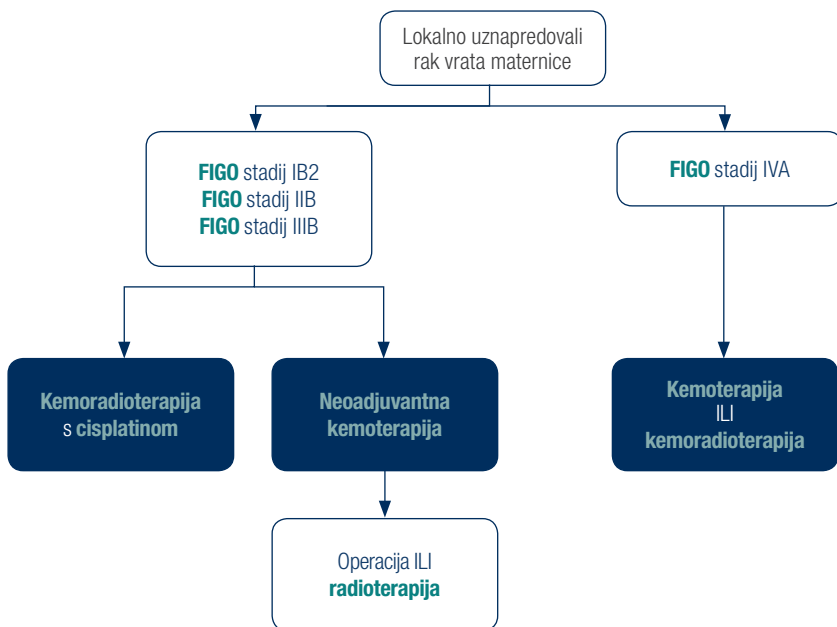 Lokalno uznapredovali
rak vrata maternice
FIGO stadij IB2
FIGO stadij IIB
FIGO stadij IIIB
FIGO stadij IVA
Kemoradioterapija
s cisplatinom
Neoadjuvantna
kemoterapija
Kemoterapija
ILI
kemoradioterapija
Operacija ILI
radioterapija